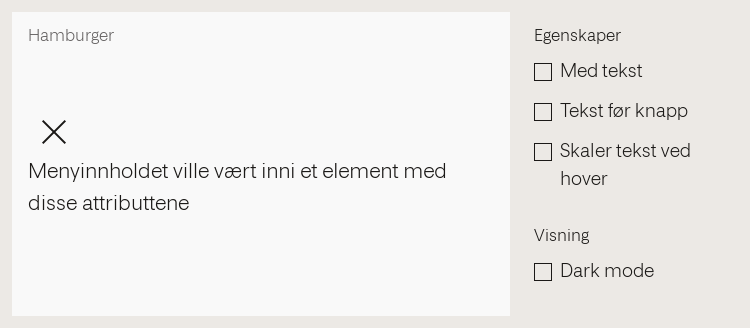 Hamburger
Menyinnholdet ville vært inni et element med
disse attributtene
Egenskaper
Med tekst
Tekst før knapp
Skaler tekst ved
hover
Visning
Dark mode